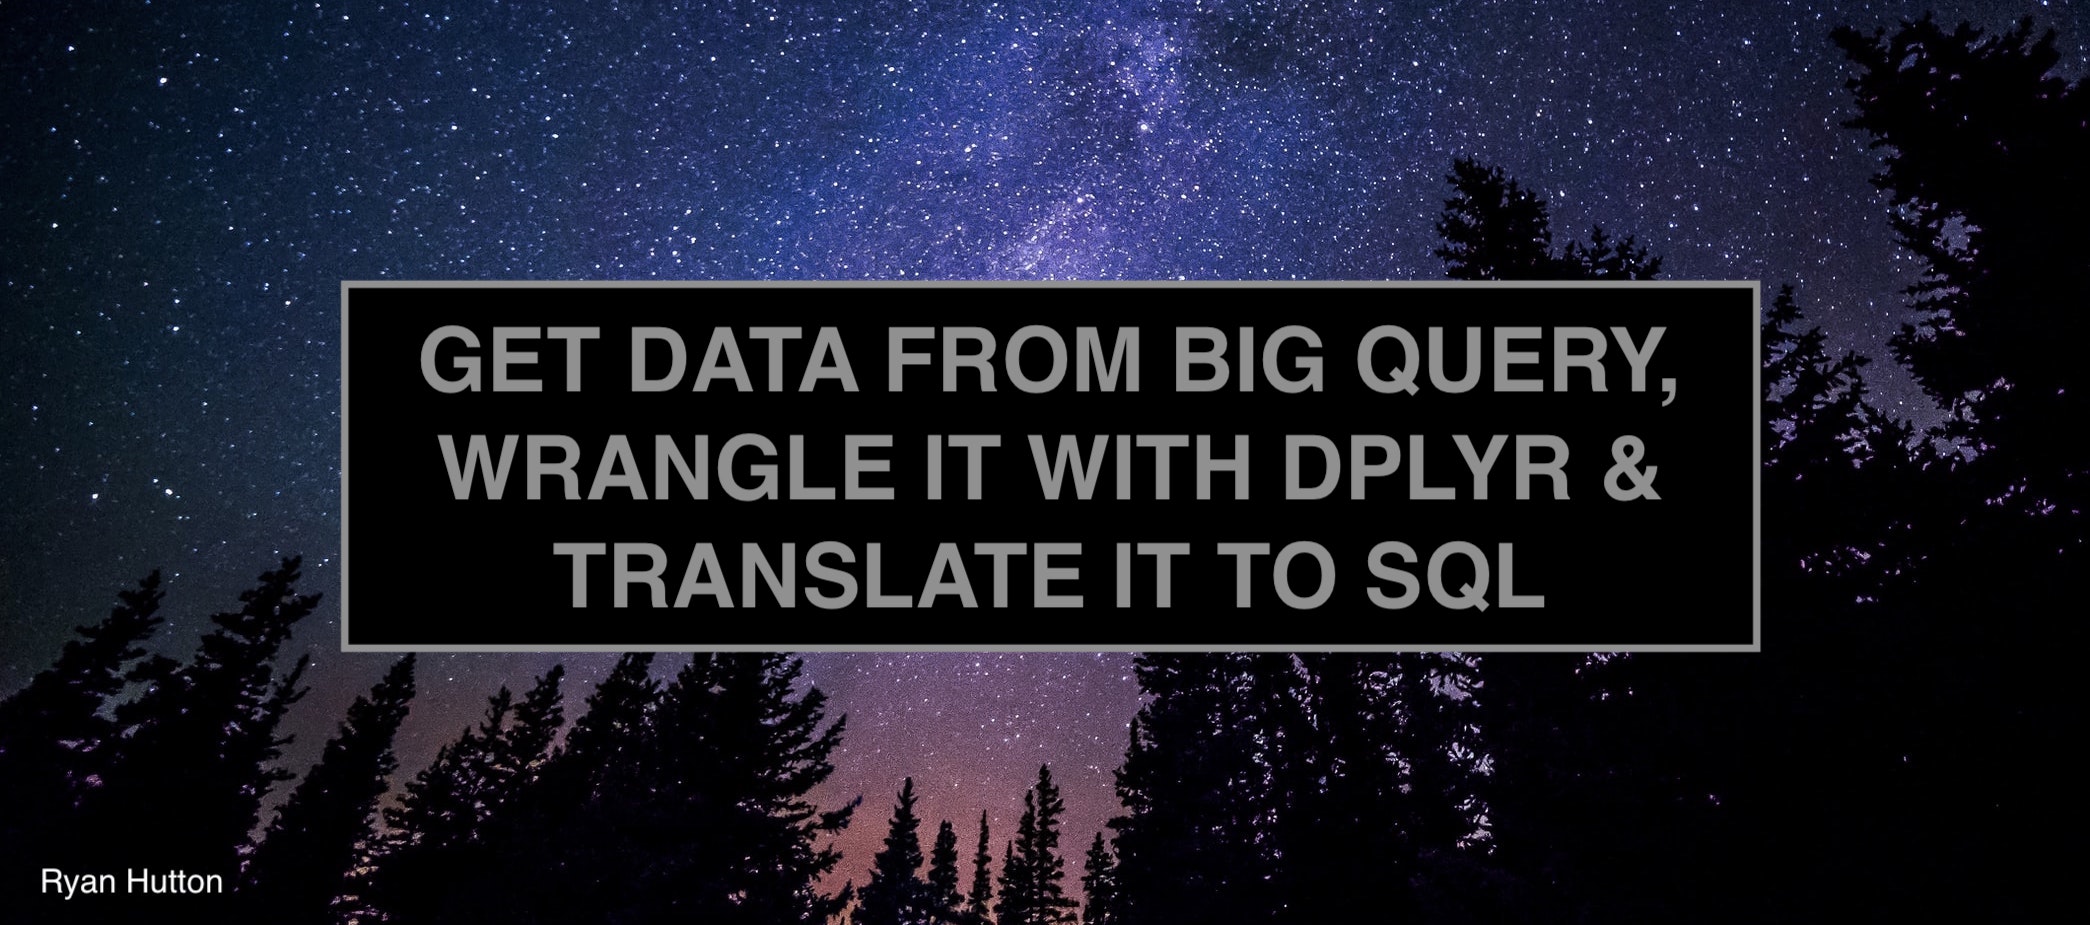 GET DATA FROM BIG QUERY,
WRANGLE IT WITH DPLYR &
TRANSLATE IT TO SQL
Ryan Hutton